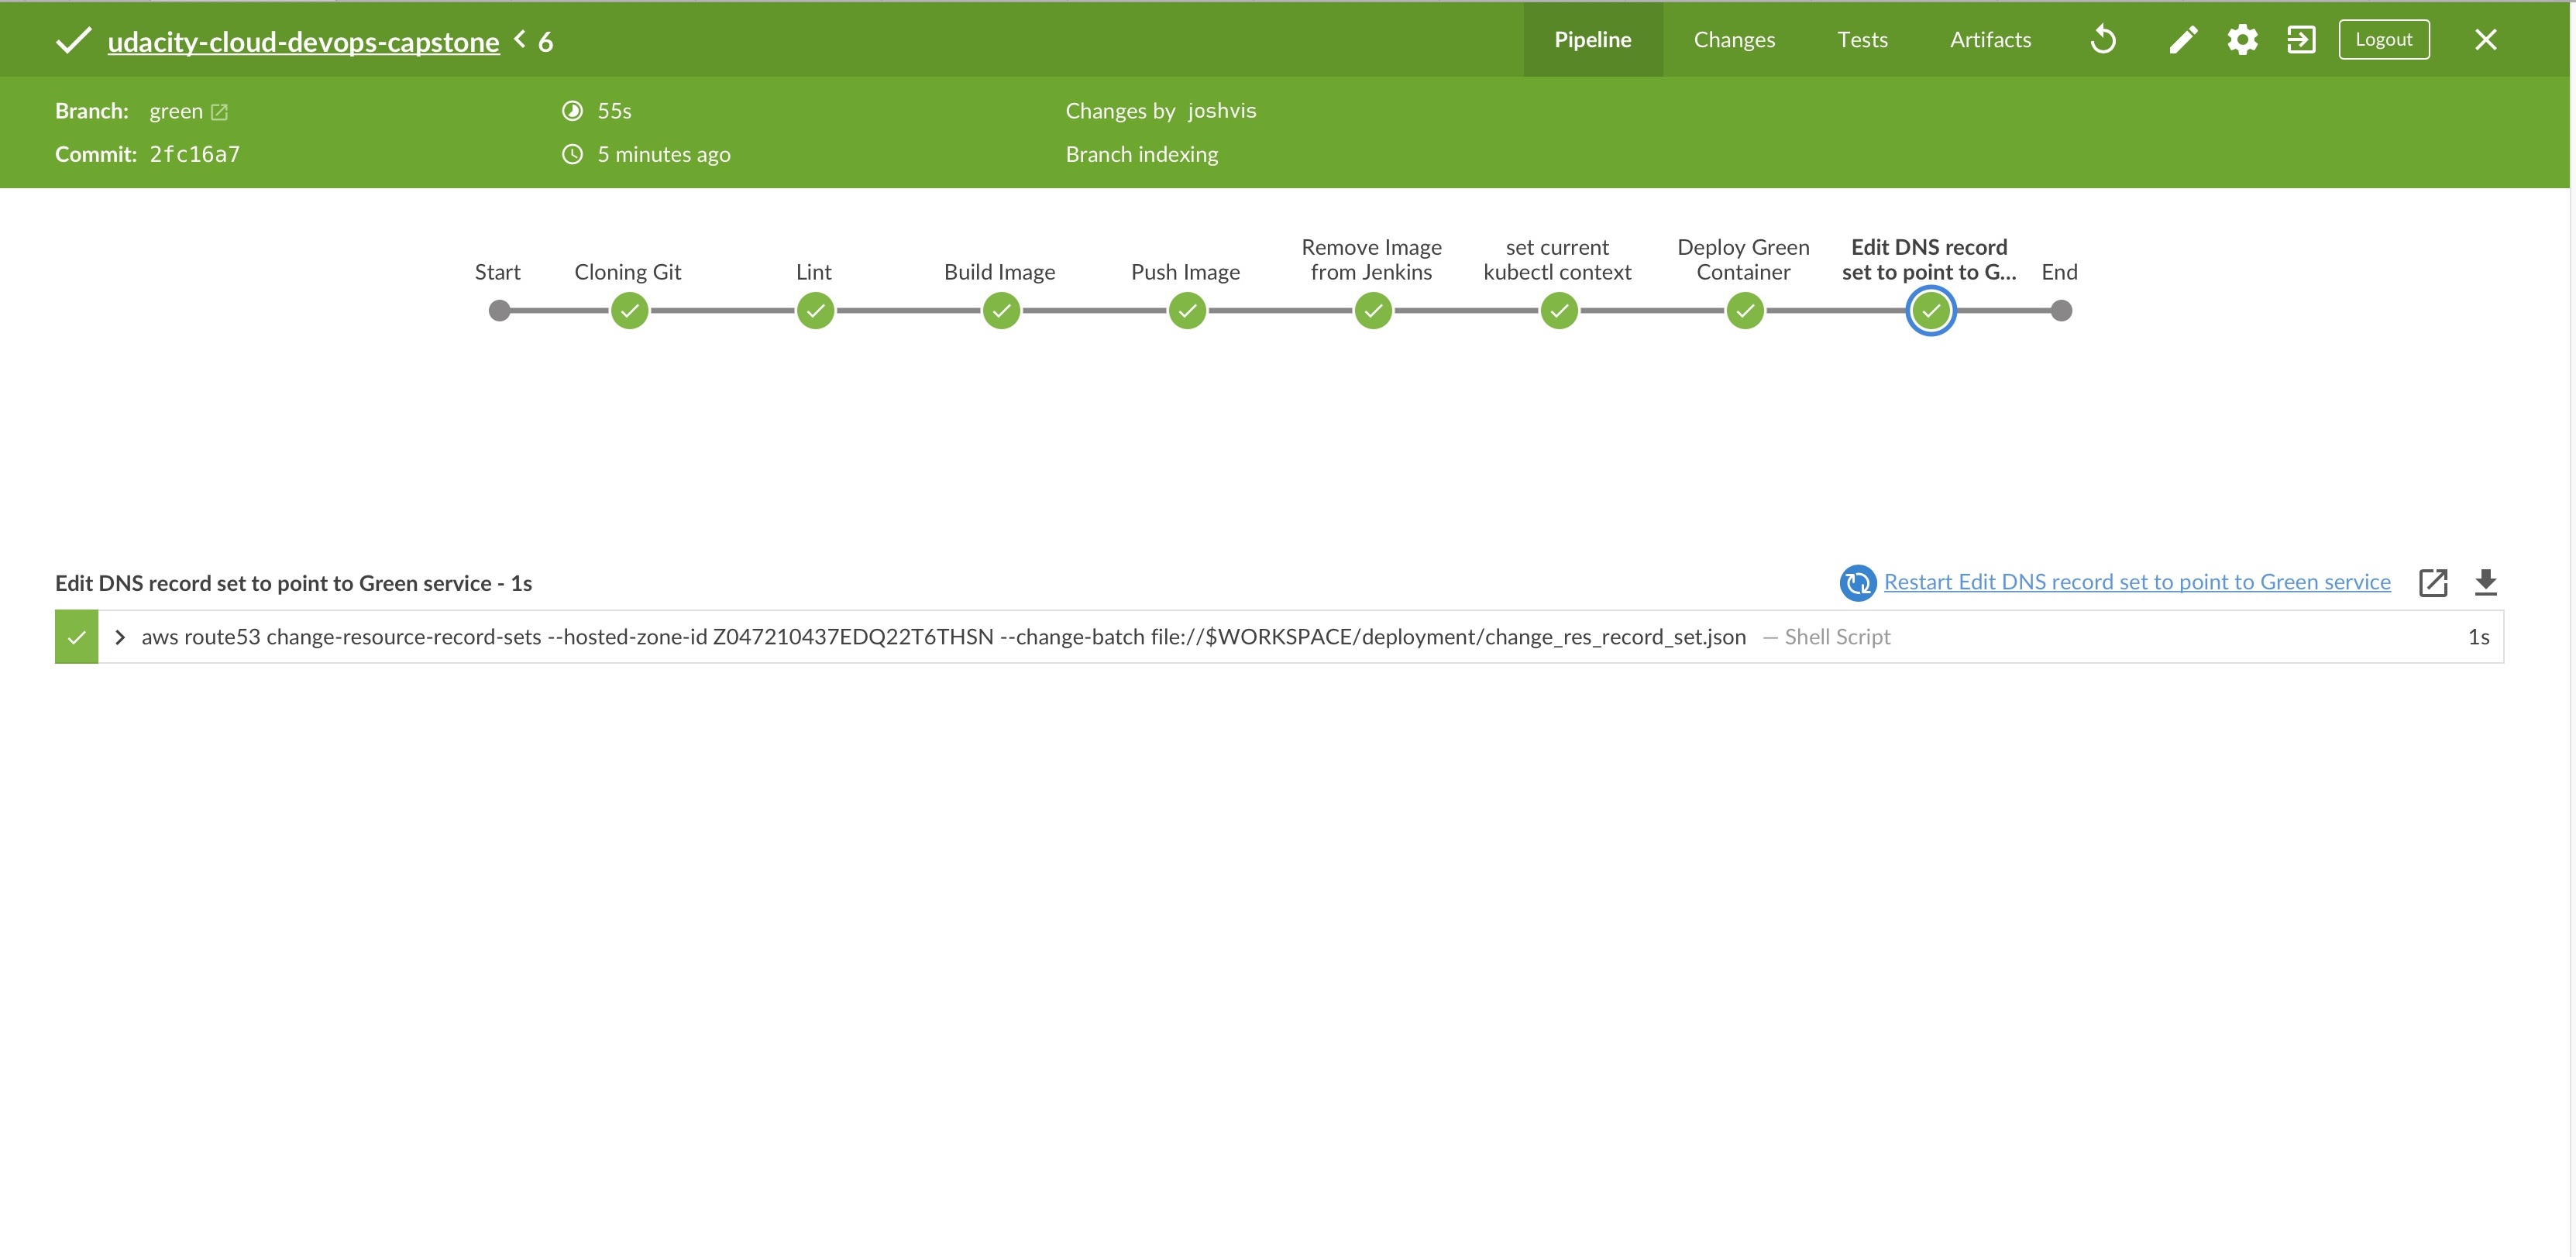 udacity-cloud-devops-capstone < 6
Pipeline Changes Tests Artifacts Logout
Branch: green 55s Changes by joshvis
Commit: 2fc16a7 5 minutes ago Branch indexing
Start
Cloning Git
Lint
Build Image
Push Image
Remove Image
from Jenkins
set current
kubectl context
Deploy Green
Container
Edit DNS record
set to point to G...
End
Edit DNS record set to point to Green service - 1s
Restart Edit DNS record set to point to Green service
aws route53 change-resource-record-sets --hosted-zone-id Z047210437EDQ22T6THSN --change-batch file://$WORKSPACE/deployment/change_res_record_set.json — Shell Script 1s